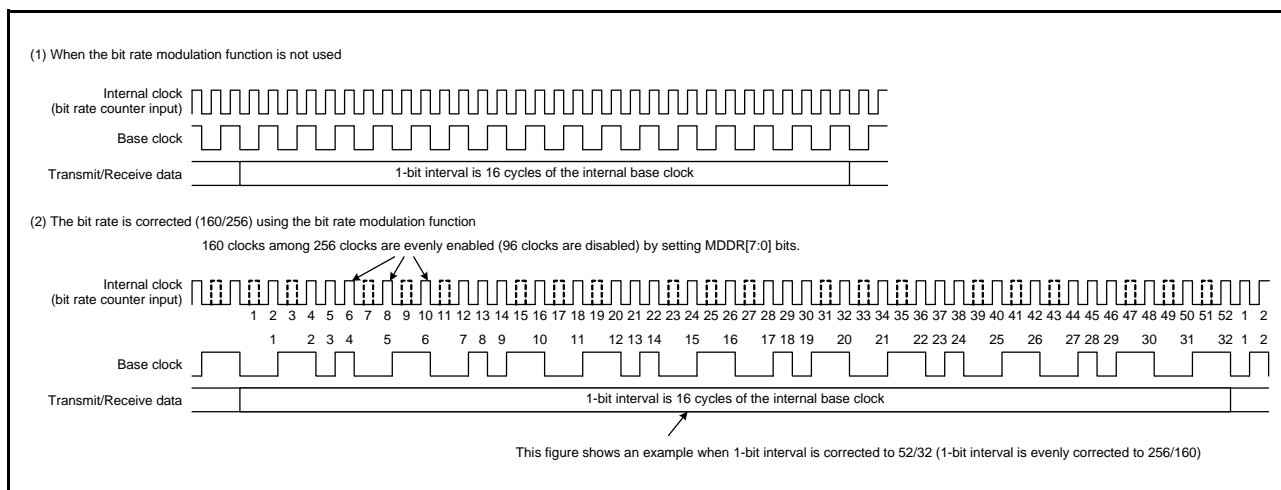 (1) When the bit rate modulation function is not used
Internal clock
(bit rate counter input)
Base clock
Transmit/Receive data
1-bit interval is 16 cycles of the internal base clock
(2) The bit rate is corrected (160/256) using the bit rate modulation function
160 clocks among 256 clocks are evenly enabled (96 clocks are disabled) by setting MDDR[7:0] bits.
Internal clock
(bit rate counter input)
1 2 3 4 5 6 7 8 9 10 11 12 13 14 15 16 17 18 19 20 21 22 23 24 25 26 27 28 29 30 31 32 33 34 35 36 37 38 39 40 41 42 43 44 45 46 47 48 49 50 51 52 1 2
1 2 3 4 5 6 7 8 9 10 11 12 13 14 15 16 17 18 19 20 21 22 23 24 25 26 27 28 29 30 31 32 1 2
Base clock
Transmit/Receive data
1-bit interval is 16 cycles of the internal base clock
This figure shows an example when 1-bit interval is corrected to 52/32 (1-bit interval is evenly corrected to 256/160)